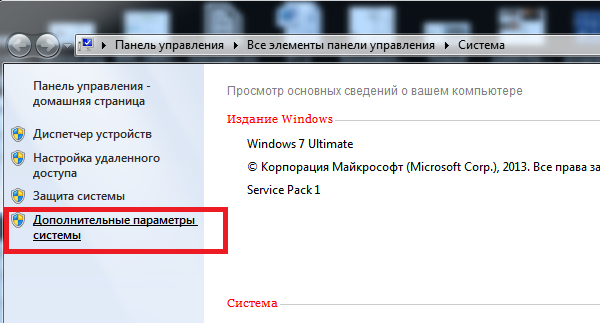 Панель управления Все элементы панели управления Система
Панель управления -
домашняя страница
Диспетчер устройств
Настройка удаленного
доступа
Защита системы
Дополнительные параметры
системы
Просмотр основных сведений о вашем компьютере
Издание Windows
Windows 7 Ultimate
© Корпорация Майкрософт (Microsoft Corp.), 2013. Все права за
Service Pack 1
Система